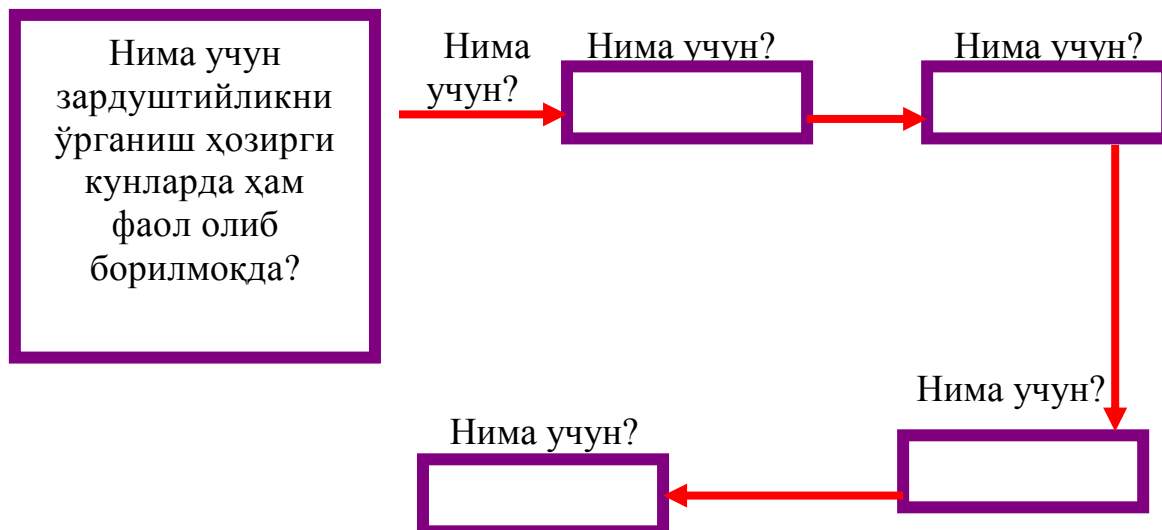 Нима учун
зардуштийликни
ўрганиш ҳозирги
кунларда ҳам
фаол олиб
борилмоқда?
Нима
учун?
Нима учун?
Нима учун?
Нима учун?
Нима учун?